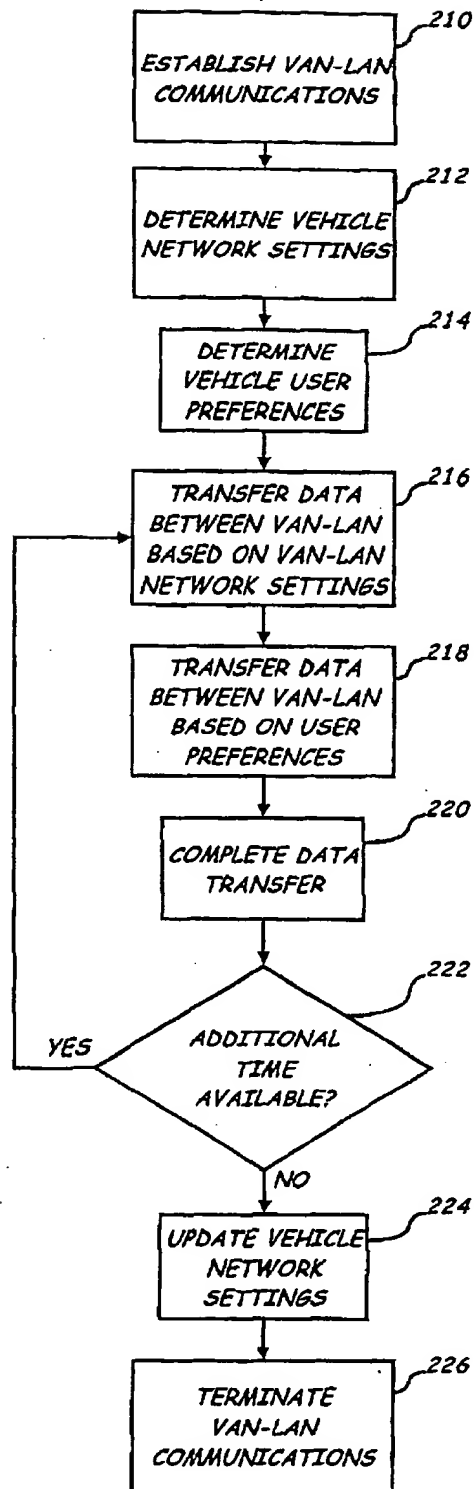 210
ESTABLISH VAN-LAN
COMMUNICATIONS
212
DETERMINE VEHICLE
NETWORK SETTINGS
214
DETERMINE
VEHICLE USER
PREFERENCES
216
TRANSFER DATA
BETWEEN VAN-LAN
BASED ON VAN-LAN
NETWORK SETTINGS
218
TRANSFER DATA
BETWEEN VAN-LAN
BASED ON USER
PREFERENCES
220
COMPLETE DATA
TRANSFER
222
YES
ADDITIONAL
TIME
AVAILABLE?
NO
224
UPDATE VEHICLE
NETWORK
SETTINGS
226
TERMINATE
VAN-LAN
COMMUNICATIONS